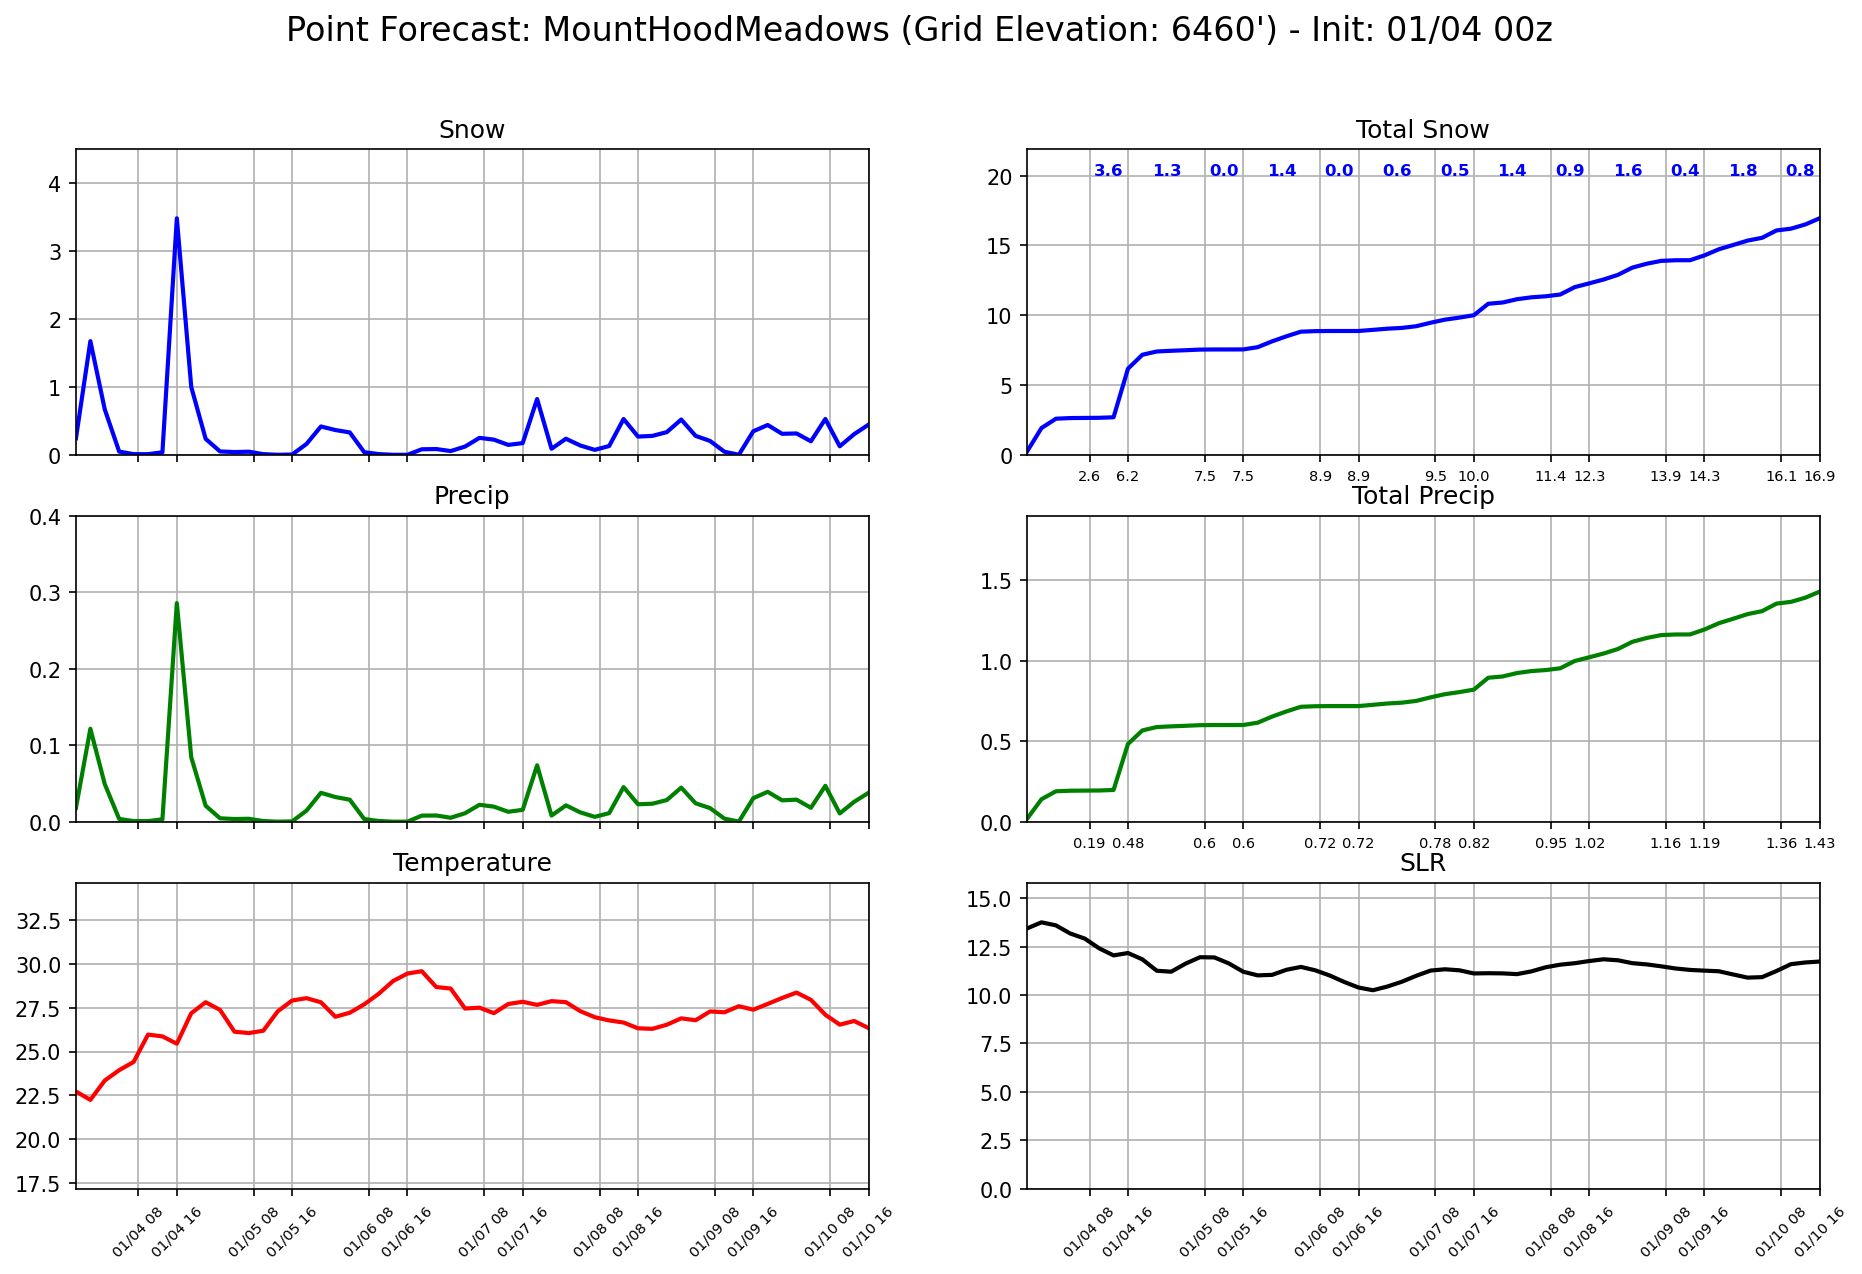 Point Forecast: MountHoodMeadows (Grid Elevation: 6460') - Init: 01/04 00z
Snow
4
3
2
1
0
Total Snow
3.6 1.3 0.0 1.4 0.0 0.6 0.5 1.4 0.9 1.6 0.4 1.8 0.8
20
15
10
5
0
2.6 6.2 7.5 7.5 8.9 8.9 9.5 10.0 11.4 12.3 13.9 14.3 16.1 16.9
Precip
0.4
0.3
0.2
0.1
0.0
Total Precip
1.5
1.0
0.5
0.0
0.19 0.48 0.6 0.6 0.72 0.72 0.78 0.82 0.95 1.02 1.16 1.19 1.36 1.43
Temperature
32.5
30.0
27.5
25.0
22.5
20.0
17.5
01/04 08 01/04 16 01/05 08 01/05 16 01/06 08 01/06 16 01/07 08 01/07 16 01/08 08 01/08 16 01/09 08 01/09 16 01/10 08 01/10 16
SLR
15.0
12.5
10.0
7.5
5.0
2.5
0.0
01/04 08 01/04 16 01/05 08 01/05 16 01/06 08 01/06 16 01/07 08 01/07 16 01/08 08 01/08 16 01/09 08 01/09 16 01/10 08 01/10 16